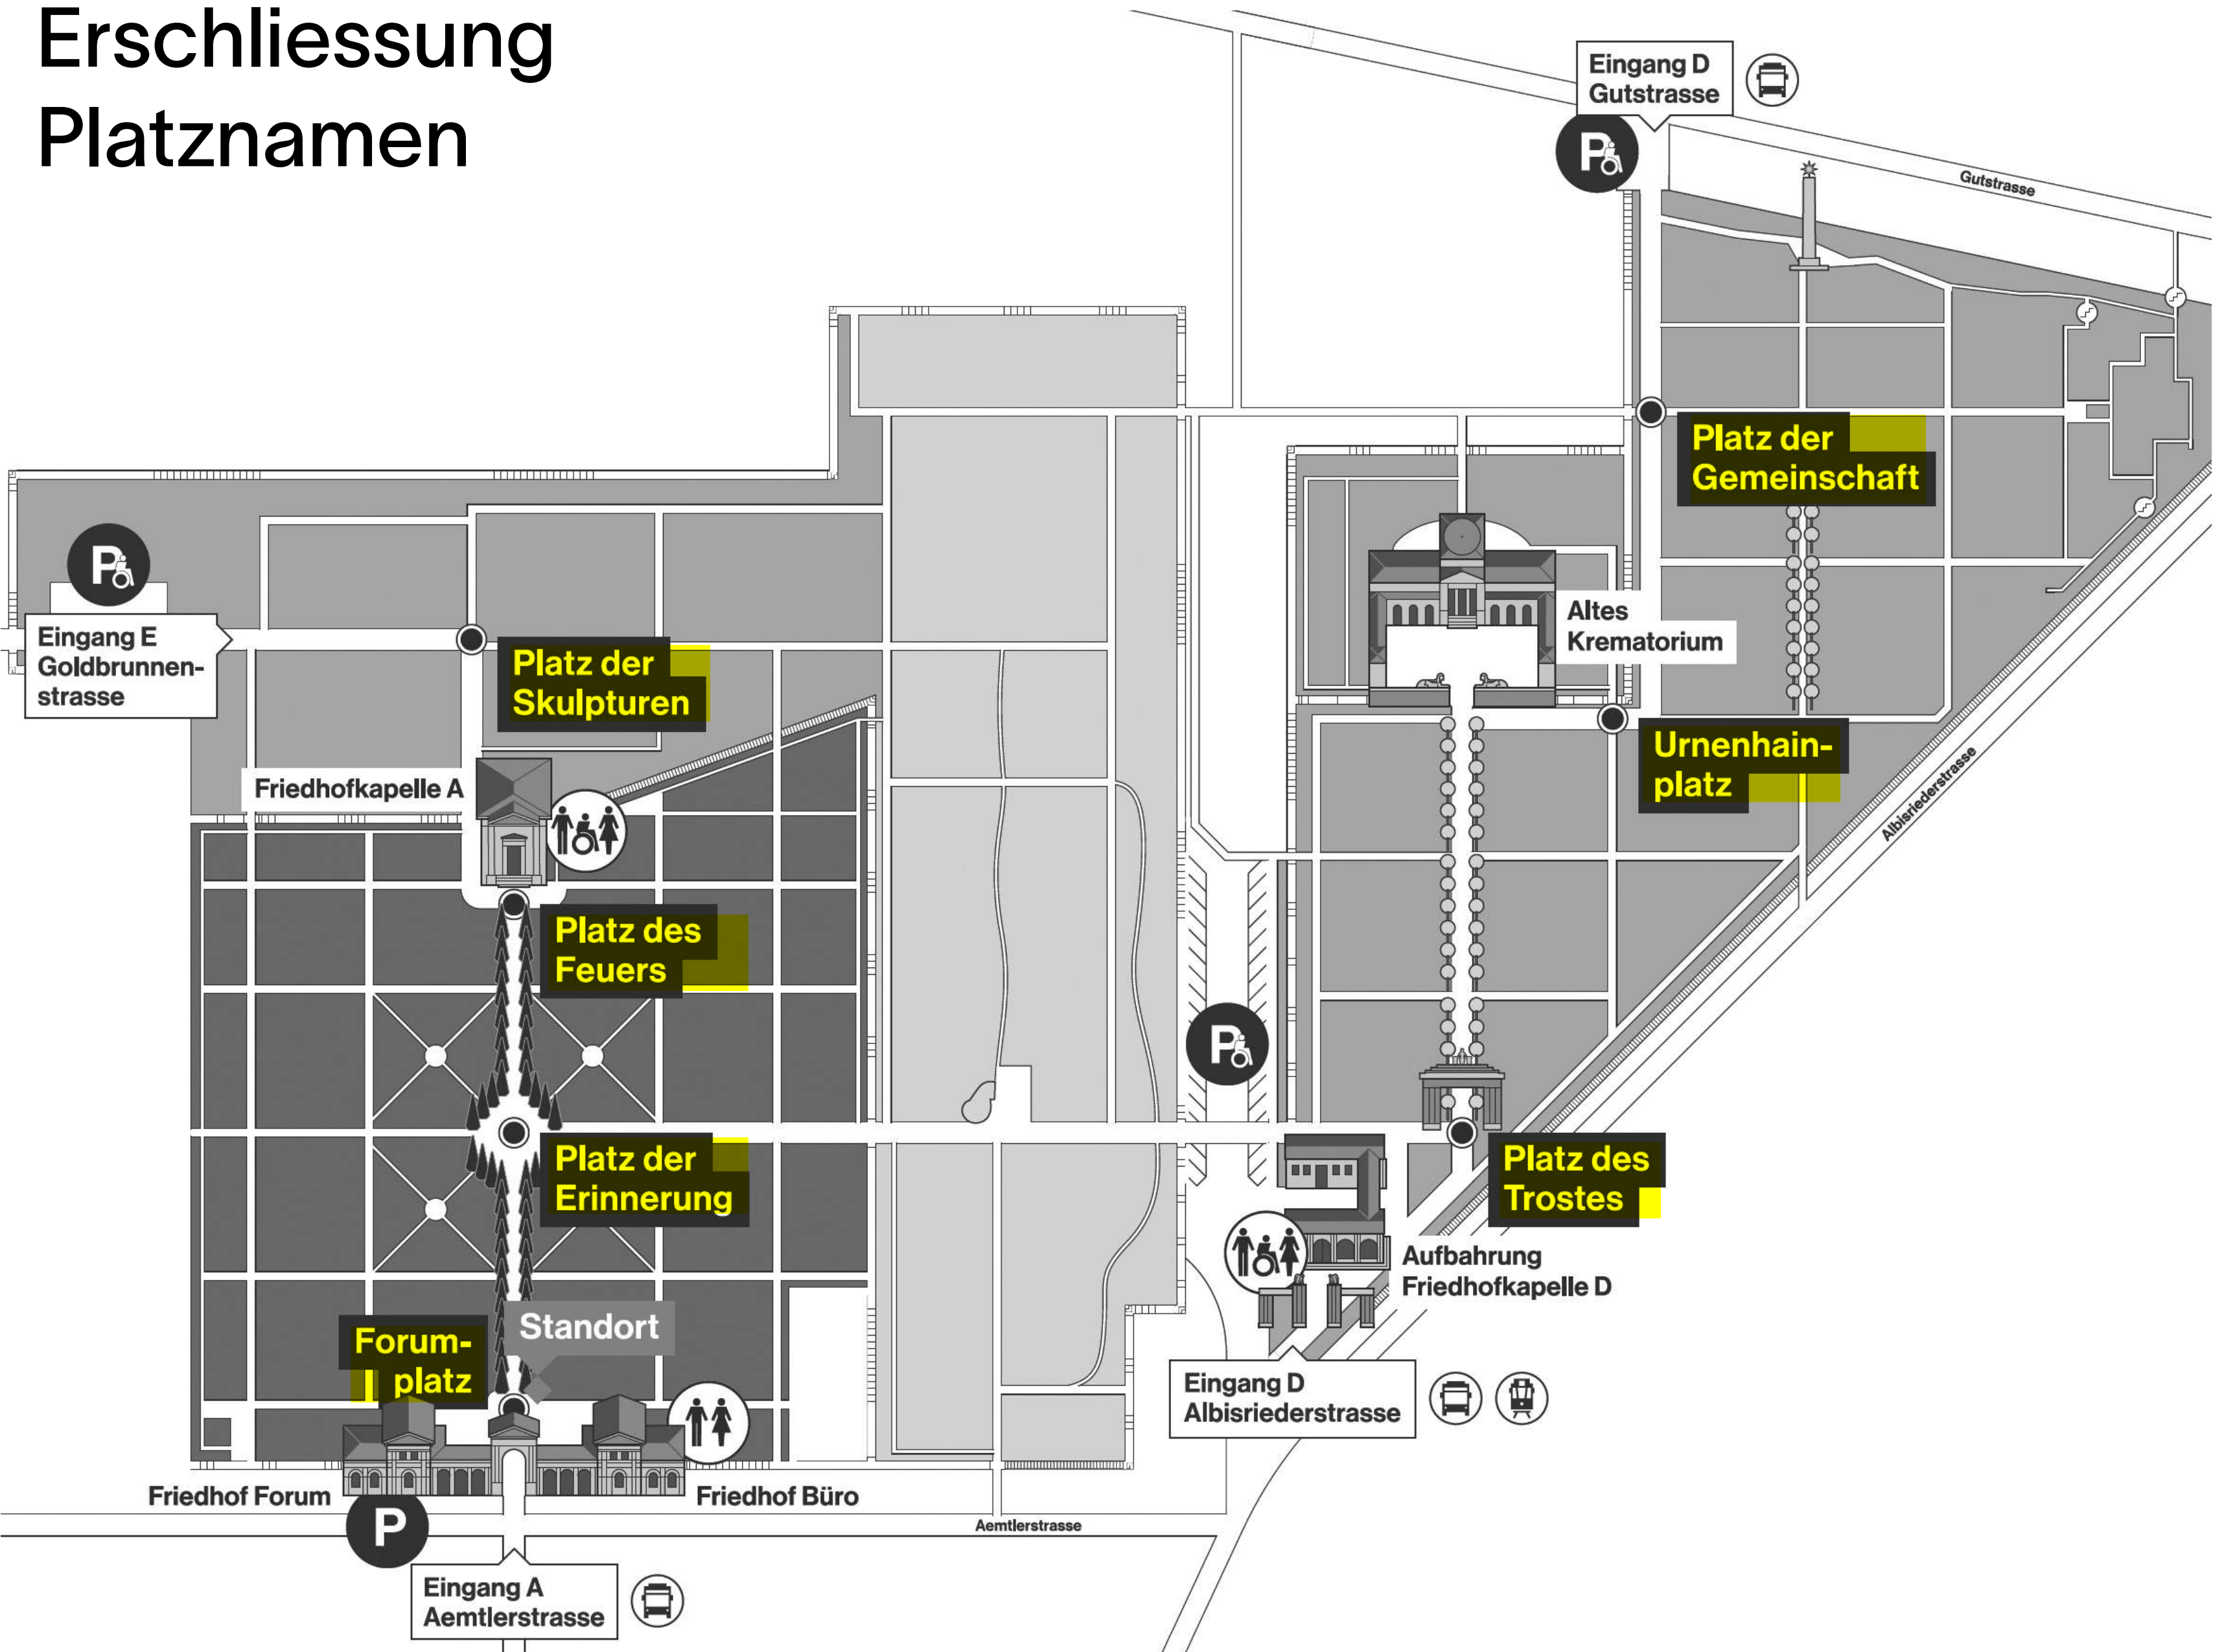 Erschliessung
Platznamen
Eingang D
Gutstrasse
P
Gutstrasse
Platz der
Gemeinschaft
P
Eingang E
Goldbrunnen-
strasse
Platz der
Skulpturen
Altes
Krematorium
Urnenhain-
platz
Friedhofkapelle A
Albisriederstrasse
Platz des
Feuers
P
Platz der
Erinnerung
Platz des
Trostes
Aufbahrung
Friedhofkapelle D
Standort
Forum-
platz
Eingang D
Albisriederstrasse
Friedhof Forum
Friedhof Büro
P
Aemtlerstrasse
Eingang A
Aemtlerstrasse